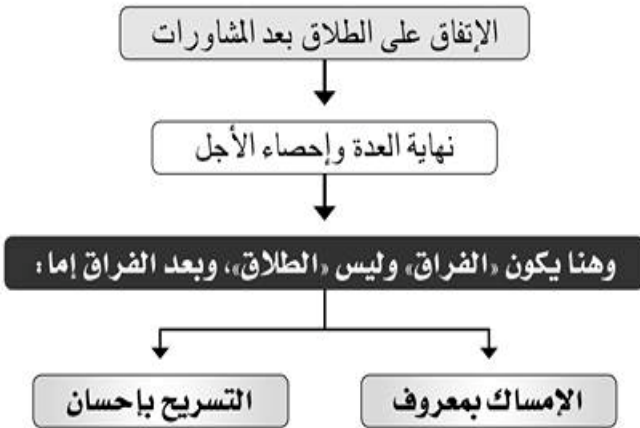 الإتفاق على الطلاق بعد المشاورات
نهاية العدة وإحصاء الأجل
وهنا يكون «الفراق» وليس «الطلاق»، وبعد الفراق إما :
الإمساك بمعروف
التسريح بإحسان